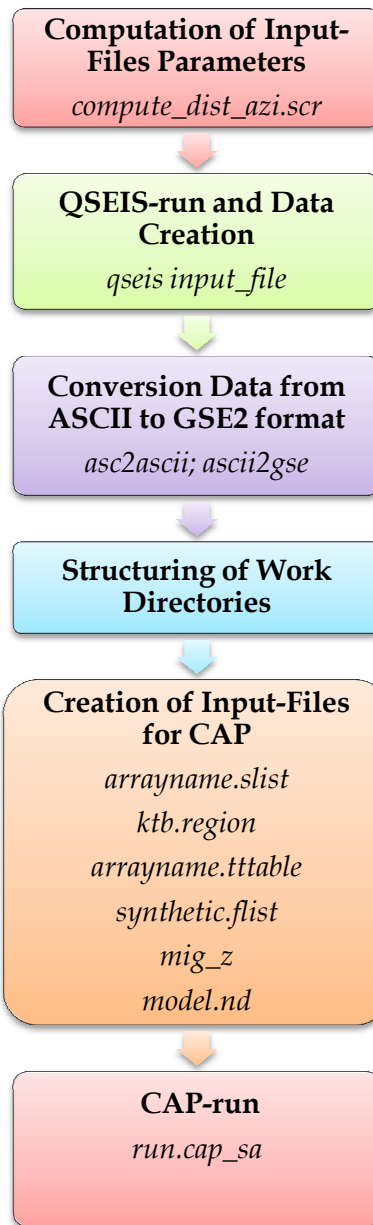 Computation of Input-
Files Parameters
compute_dist_azi.scr
QSEIS-run and Data
Creation
qseis input_file
Conversion Data from
ASCII to GSE2 format
asc2ascii; ascii2gse
Structuring of Work
Directories
Creation of Input-Files
for CAP
arrayname.slist
ktb.region
arrayname.tttable
synthetic.flist
mig_z
model.nd
CAP-run
run.cap_sa